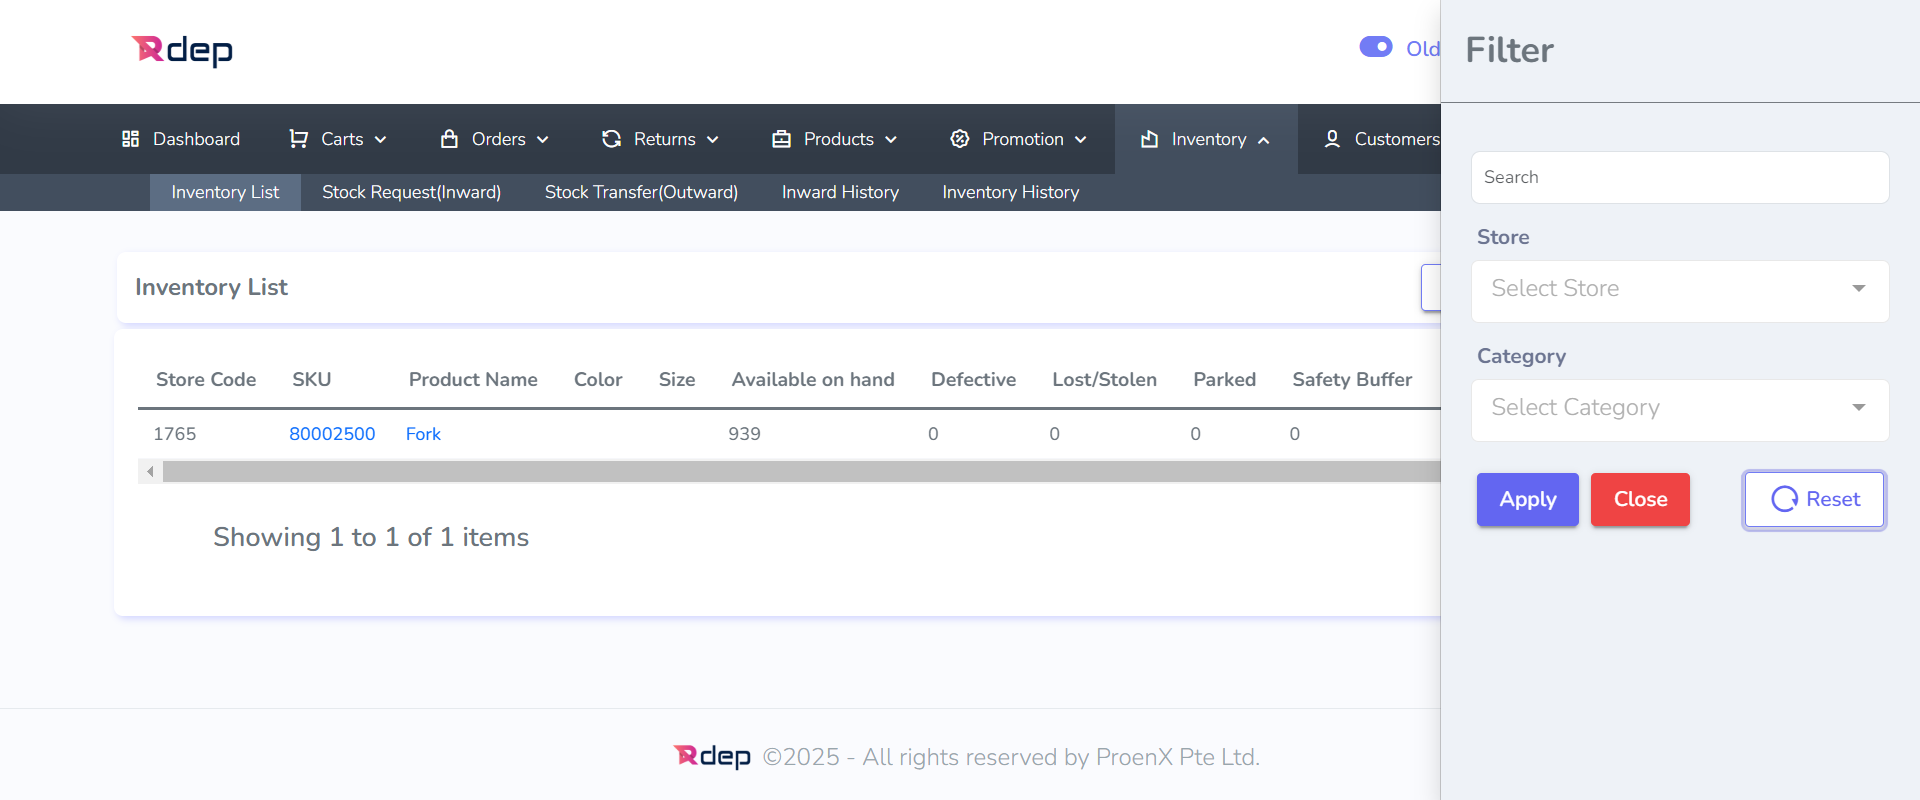 Rdep
Old
Filter
Dashboard Carts Orders Returns Products Promotion Inventory Customers
Inventory List Stock Request(Inward) Stock Transfer(Outward) Inward History Inventory History
Search
Store
Select Store
Category
Select Category
Apply Close Reset
Inventory List
Store Code SKU Product Name Color Size Available on hand Defective Lost/Stolen Parked Safety Buffer
1765 80002500 Fork 939 0 0 0 0
Showing 1 to 1 of 1 items
Rdep ©2025 - All rights reserved by ProenX Pte Ltd.